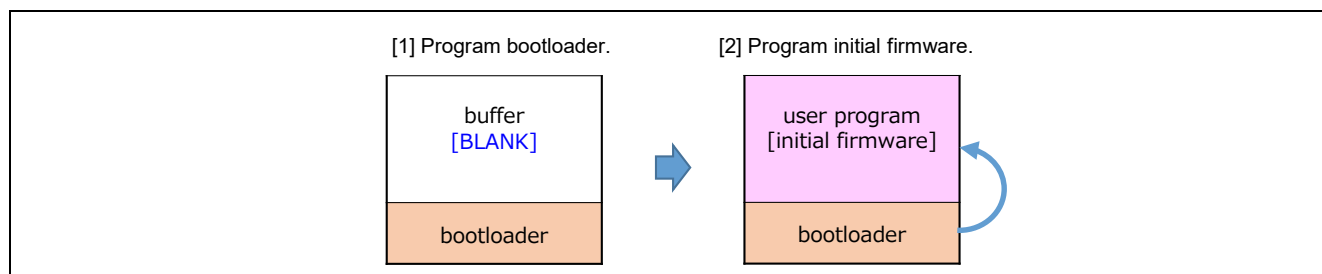 [1] Program bootloader.
[2] Program initial firmware.
buffer
[BLANK]
bootloader
user program
[initial firmware]
bootloader